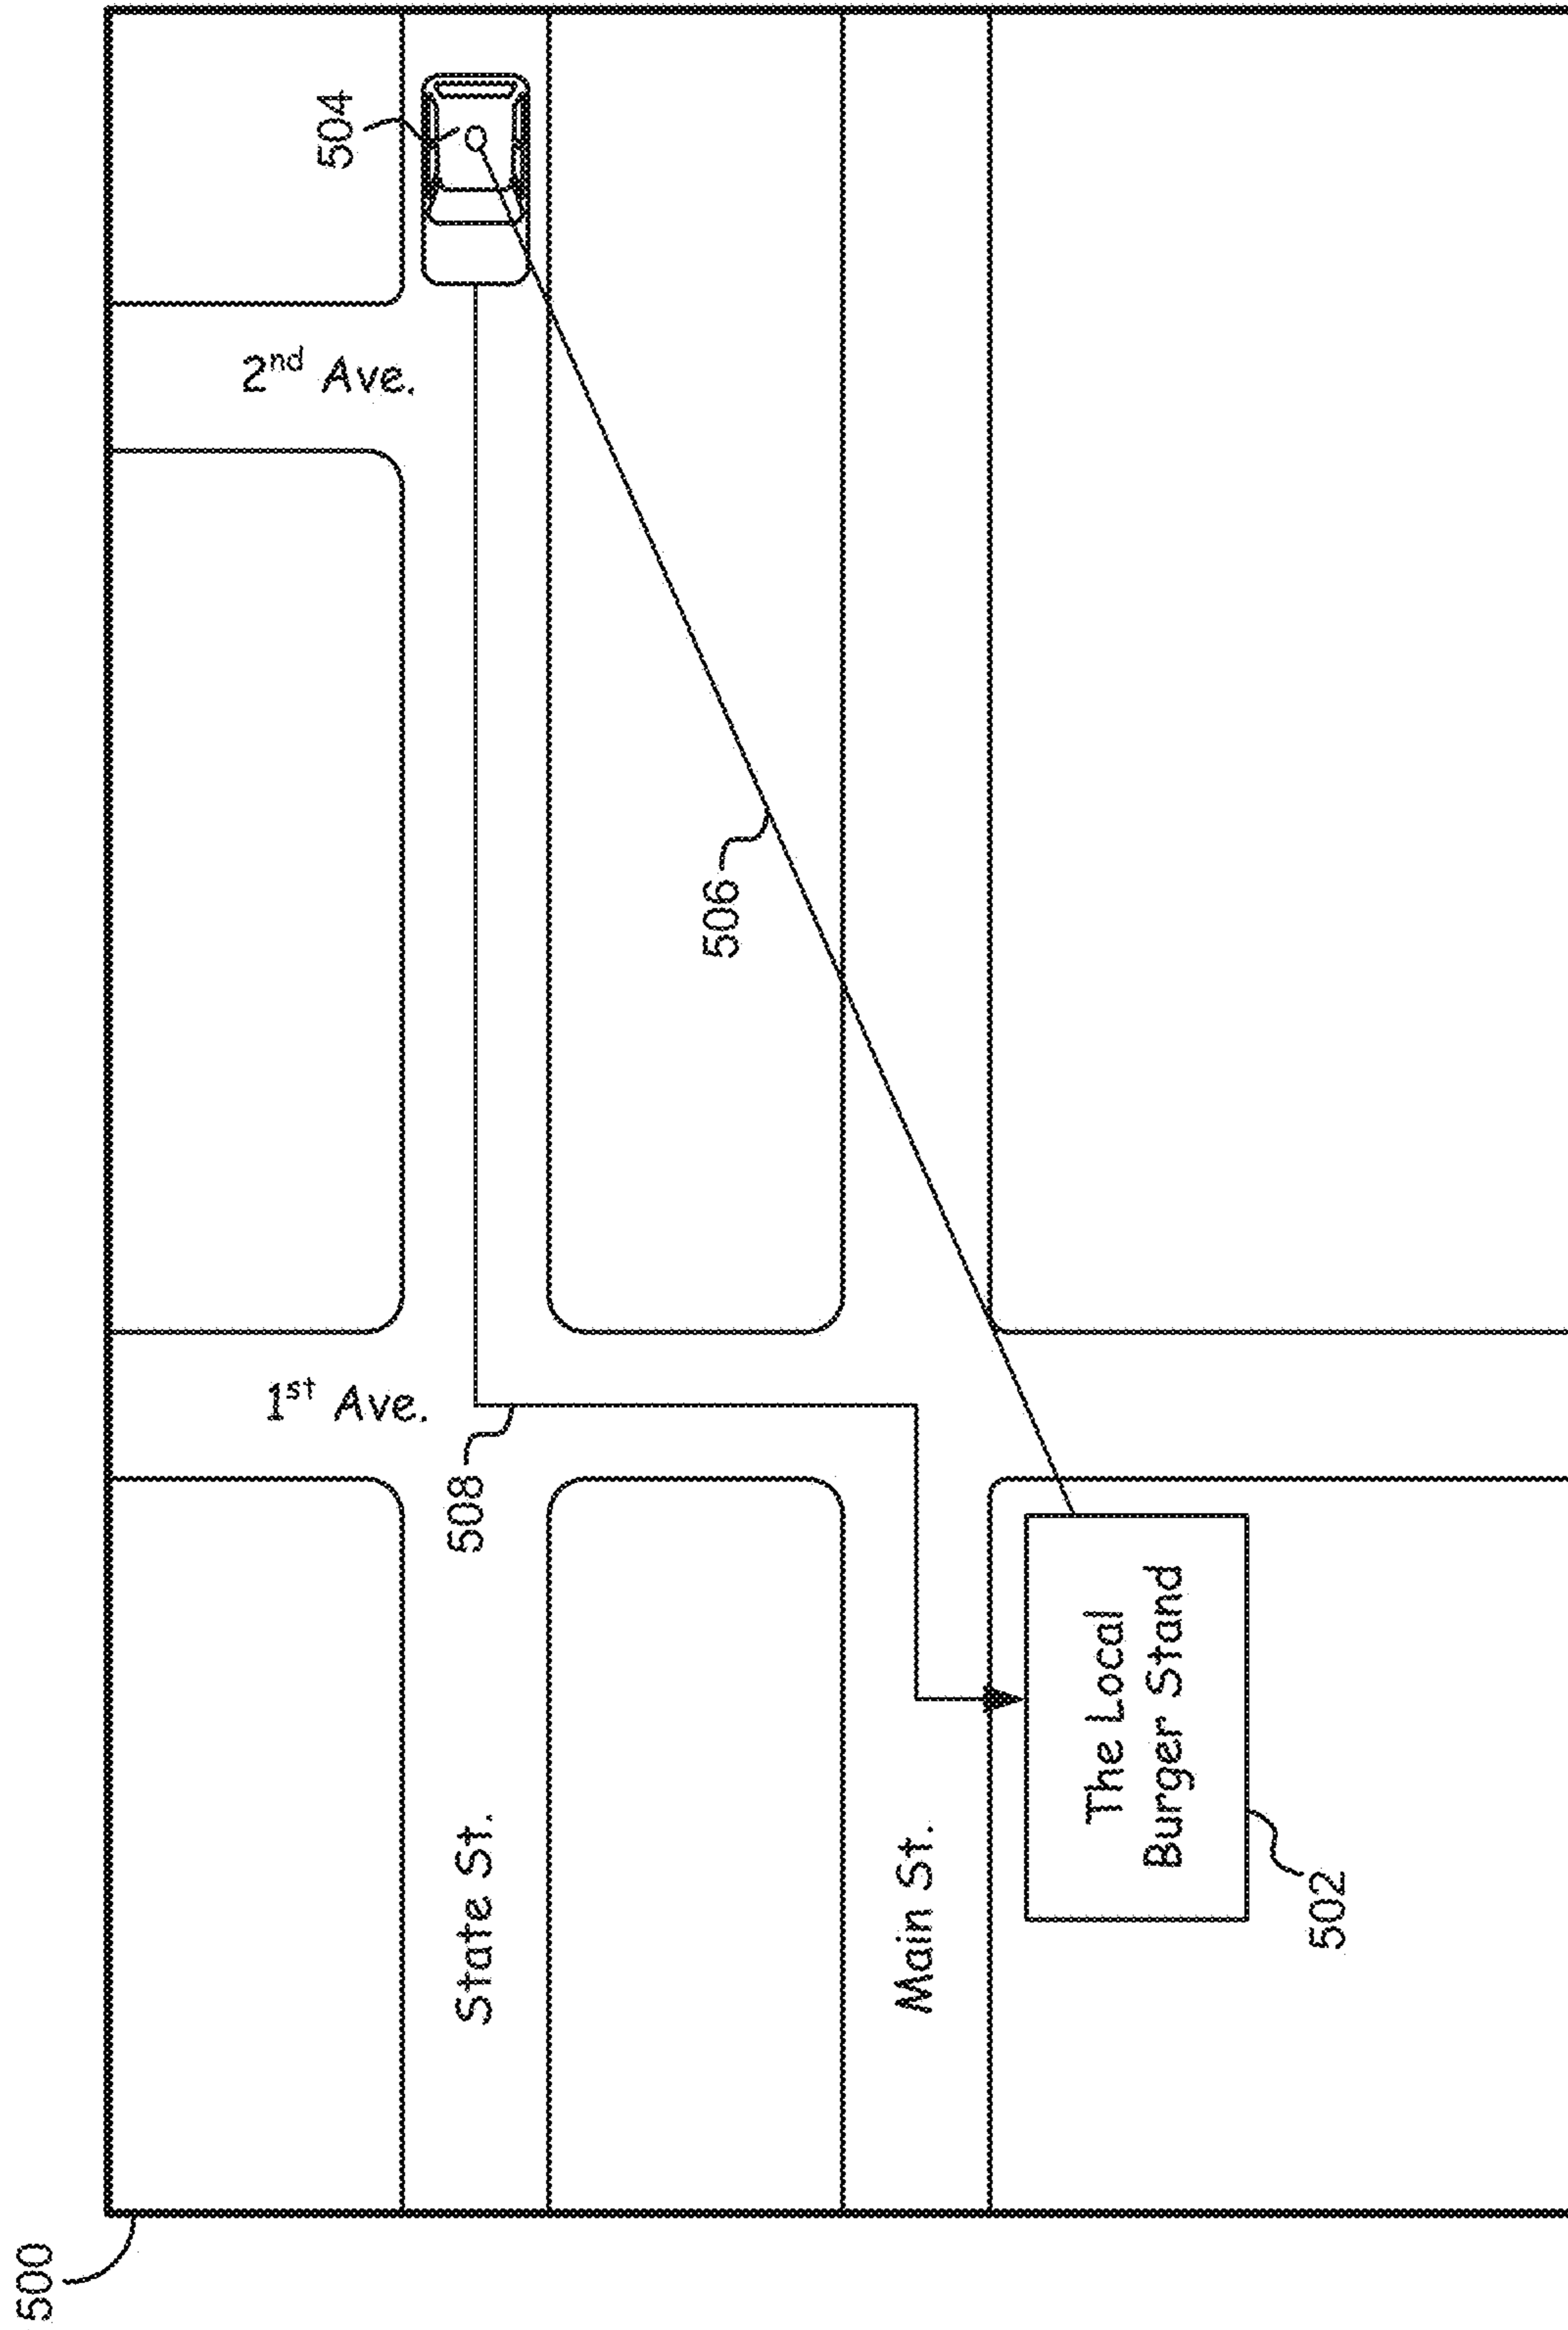 500
504
2nd Ave.
506
1st Ave.
508
State St.
Main St.
The Local
Burger Stand
502